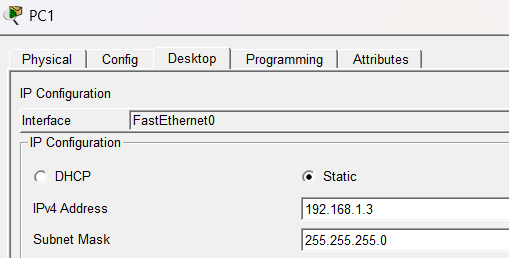 PC1
Physical Config Desktop Programming Attributes
IP Configuration
Interface FastEthernet0
IP Configuration
DHCP Static
IPv4 Address 192.168.1.3
Subnet Mask 255.255.255.0